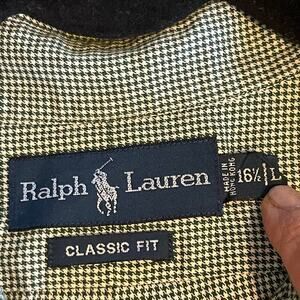 Ralph Lauren
MADE IN
HONG KONG
16½ L
CLASSIC FIT